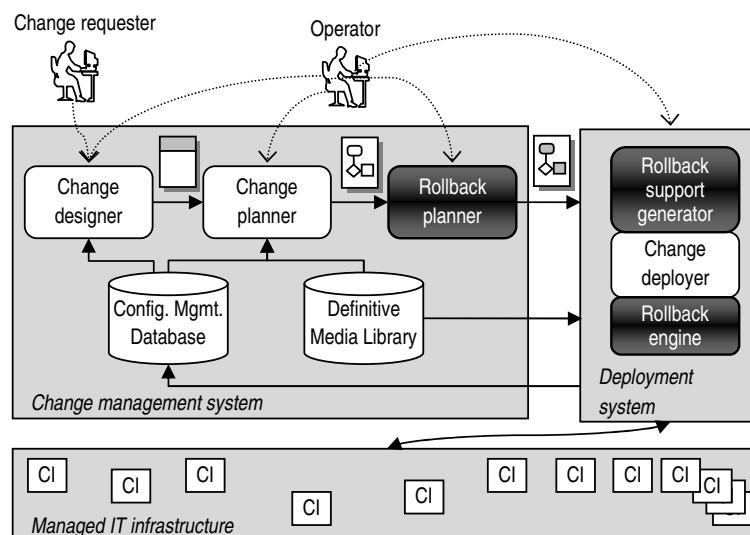 Change requester
Operator
Change
designer
Change
planner
Rollback
planner
Rollback
support
generator
Change
deployer
Rollback
engine
Config. Mgmt.
Database
Definitive
Media Library
Change management system
Deployment
system
CI
CI
CI
CI
CI
CI
CI
CI
CI
CI
CI
Managed IT infrastructure